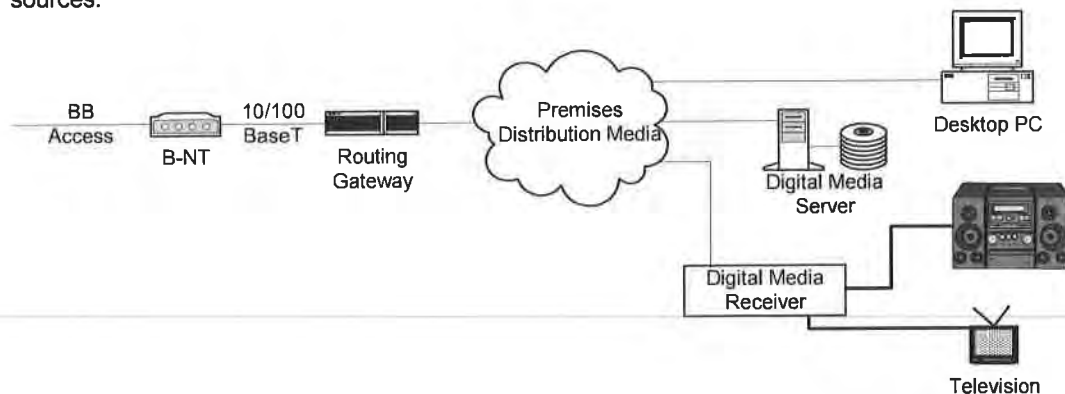 sources.
BB
Access
B-NT
10/100
BaseT
Routing
Gateway
Premises
Distribution Media
Desktop PC
Digital Media
Server
Digital Media
Receiver
Television